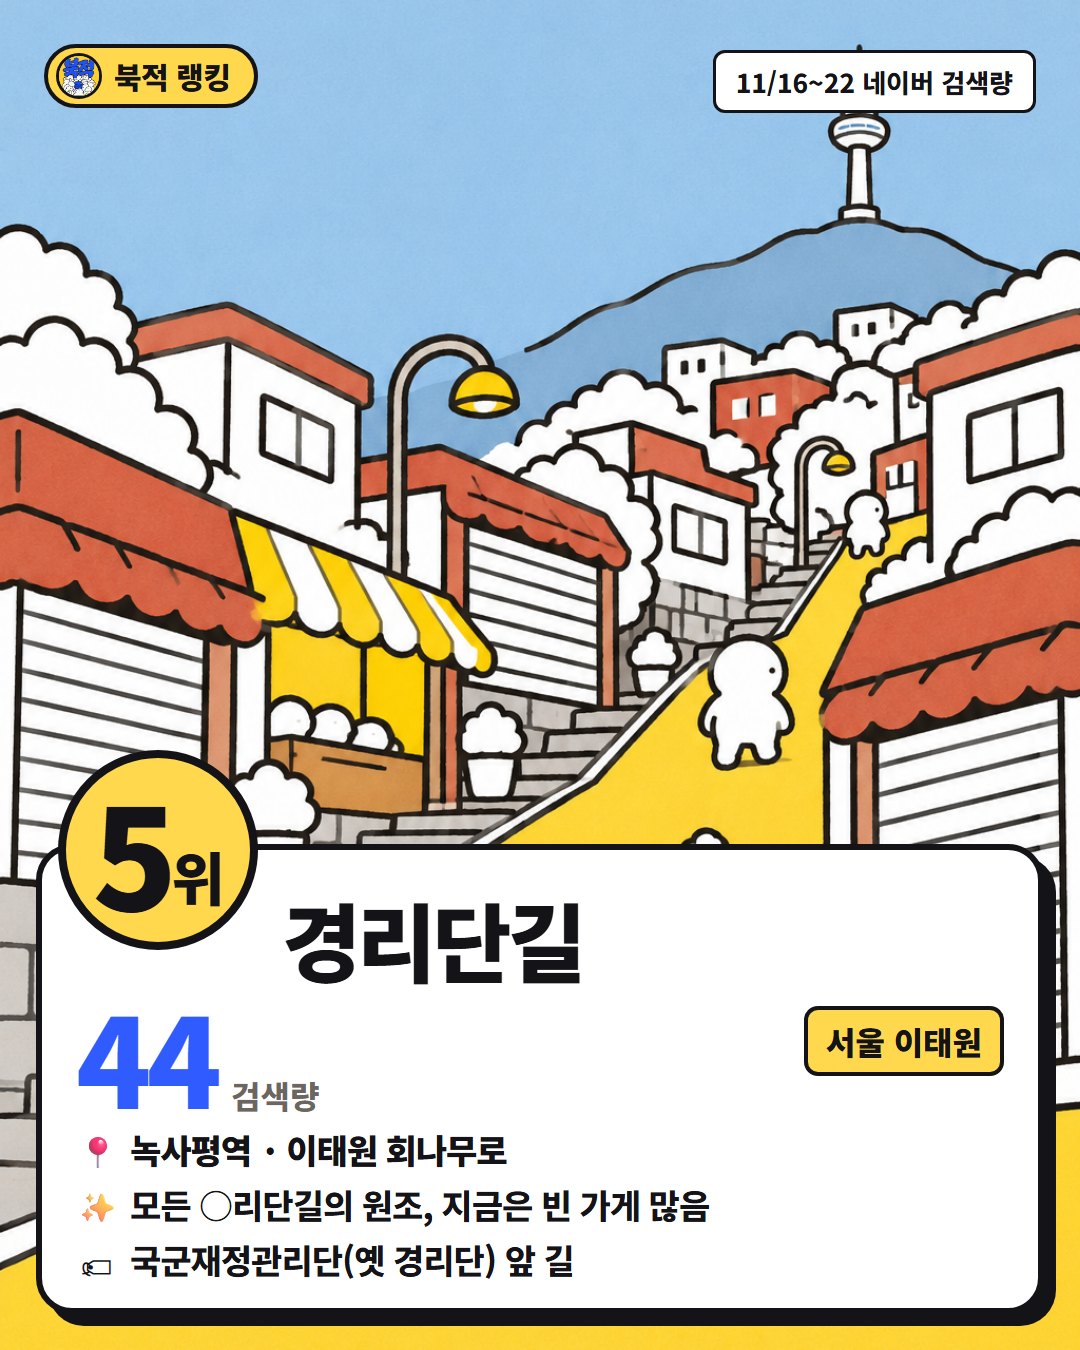 북적
북적 랭킹
11/16~22 네이버 검색량
5위
경리단길
44 검색량
서울 이태원
📍 녹사평역 · 이태원 회나무로
✨ 모든 ◯리단길의 원조, 지금은 빈 가게 많음
🏷 국군재정관리단(옛 경리단) 앞 길